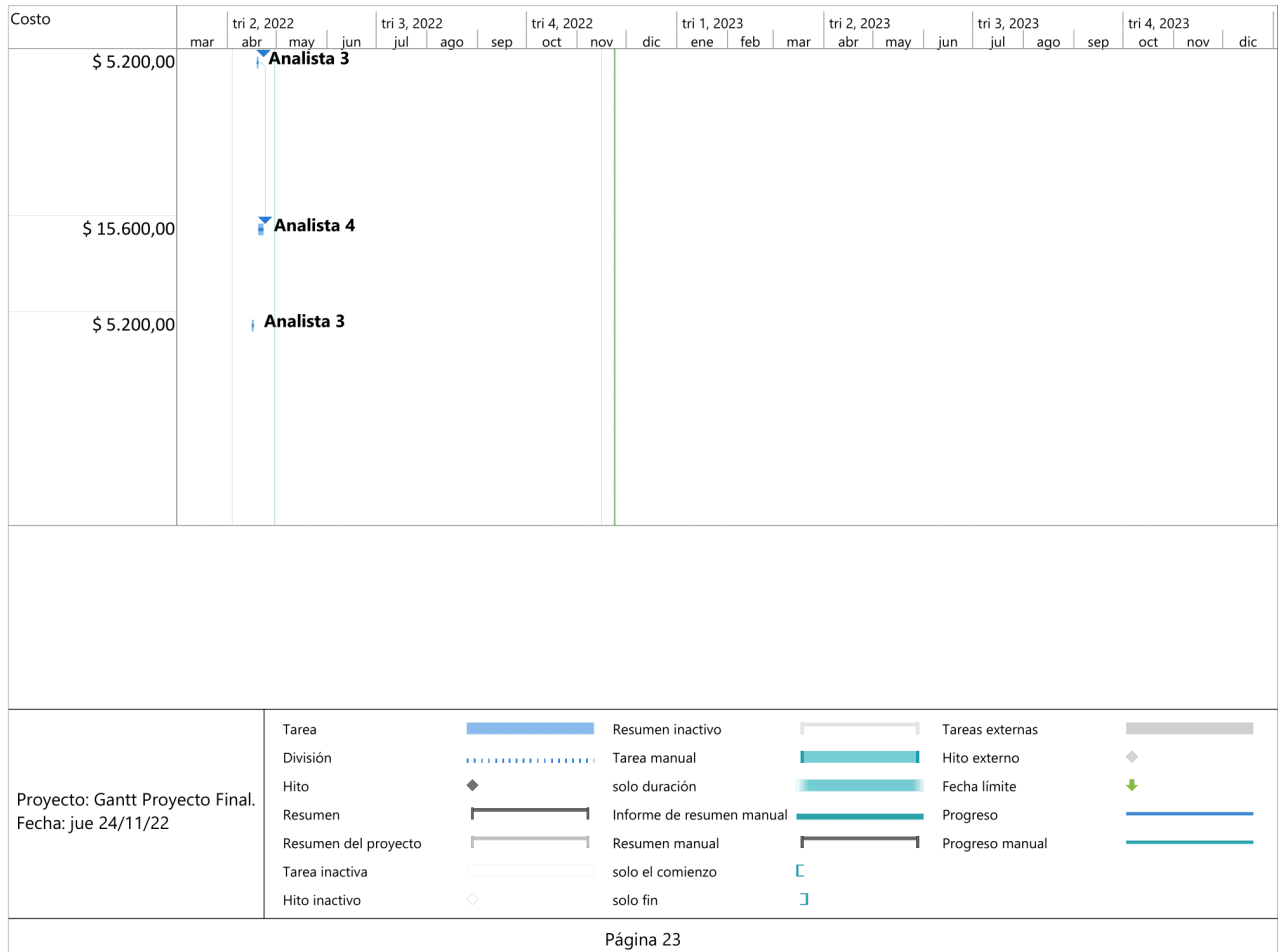 Costo
tri 2, 2022 tri 3, 2022 tri 4, 2022 tri 1, 2023 tri 2, 2023 tri 3, 2023 tri 4, 2023
mar abr may jun jul ago sep oct nov dic ene feb mar abr may jun jul ago sep oct nov dic
$ 5.200,00 Analista 3
$ 15.600,00 Analista 4
$ 5.200,00 Analista 3
Proyecto: Gantt Proyecto Final.
Fecha: jue 24/11/22
Tarea
División
Hito
Resumen
Resumen del proyecto
Tarea inactiva
Hito inactivo
Resumen inactivo
Tarea manual
solo duración
Informe de resumen manual
Resumen manual
solo el comienzo
solo fin
Tareas externas
Hito externo
Fecha límite
Progreso
Progreso manual
Página 23